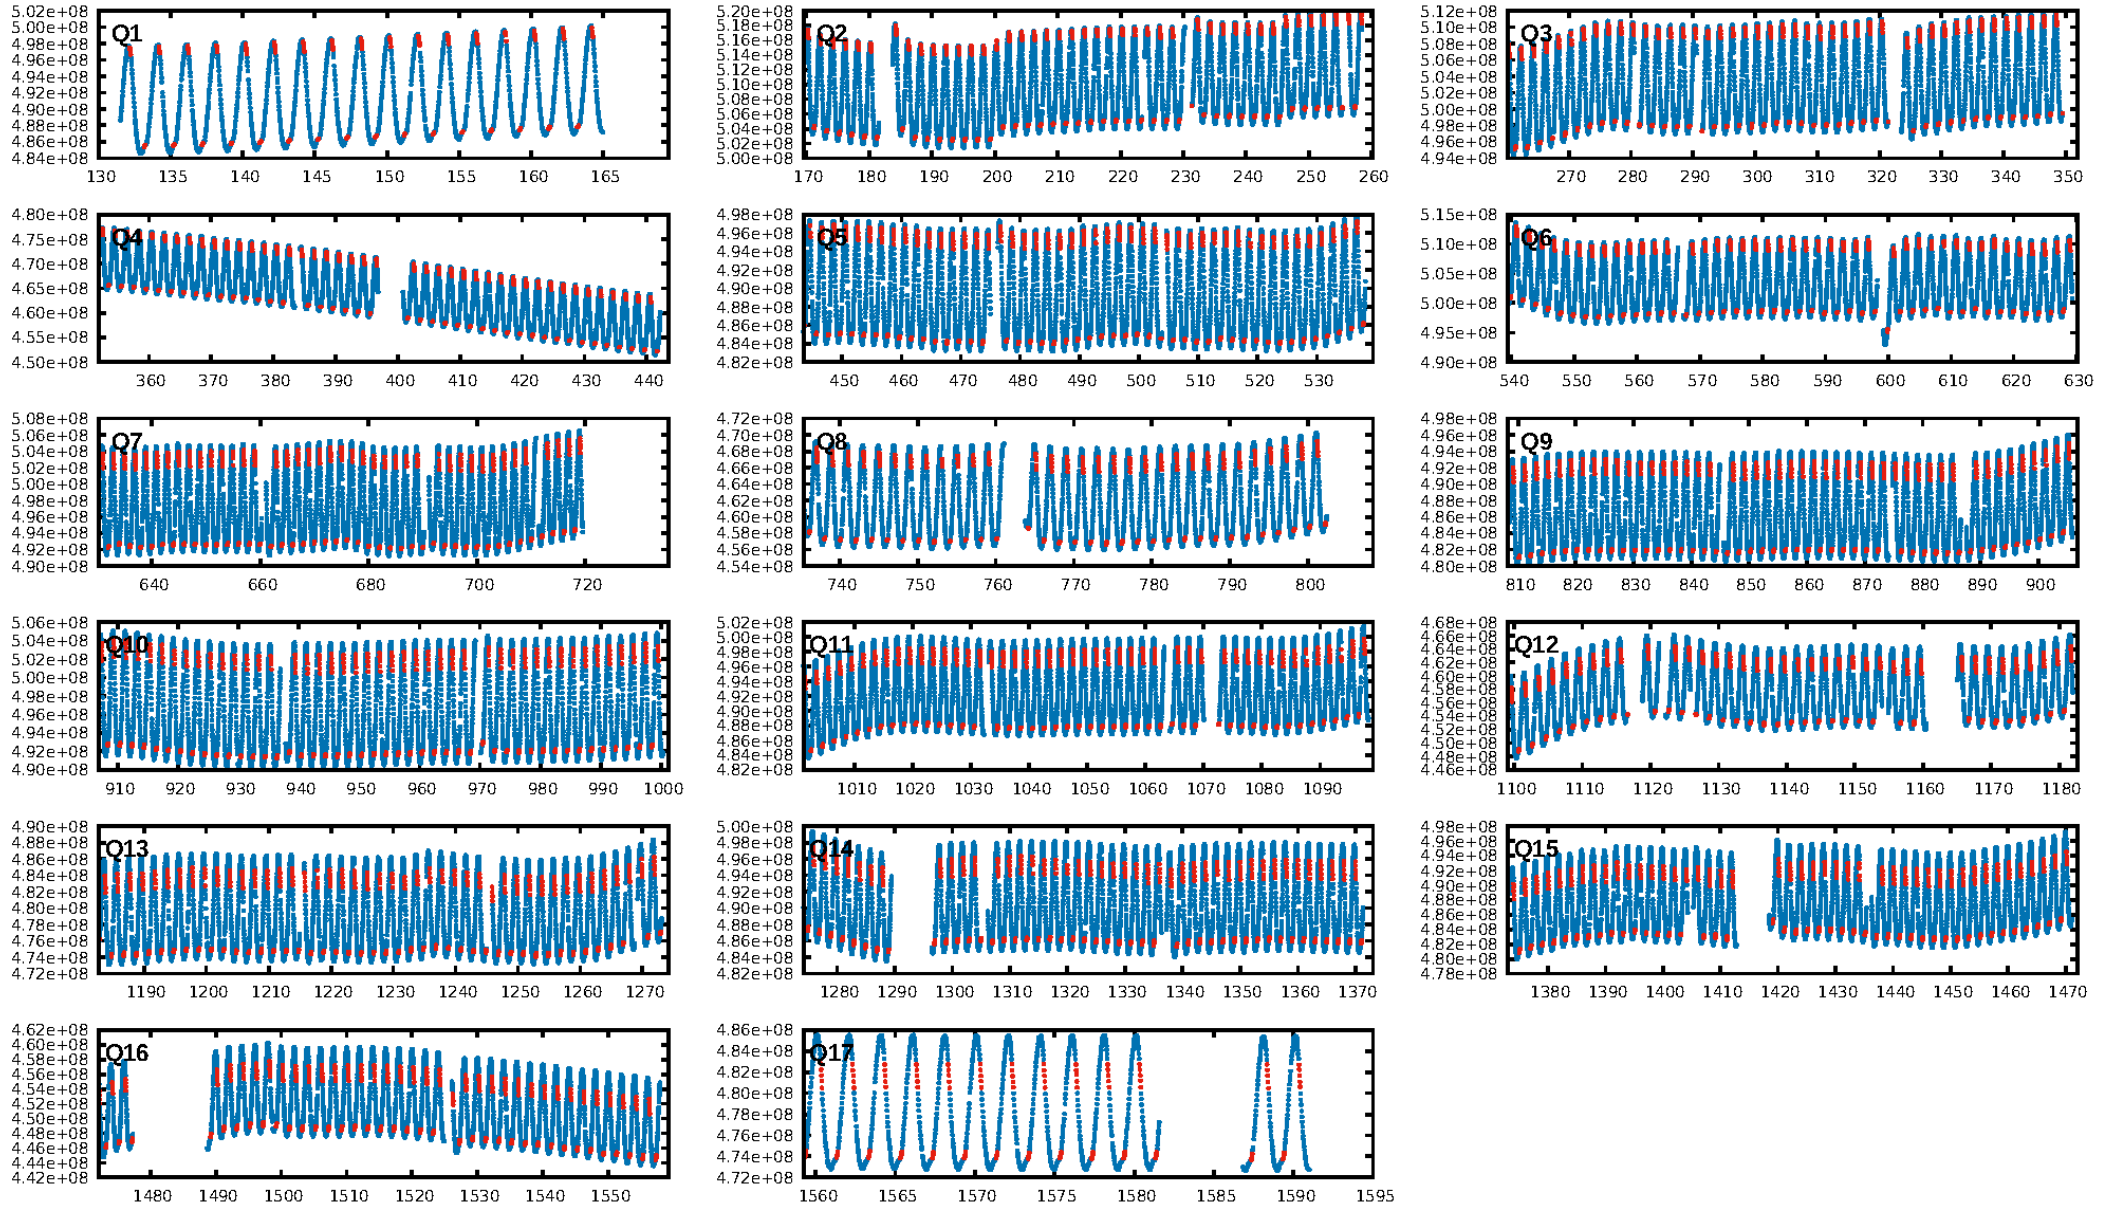 5.02e+08
5.00e+08
Q1
4.98e+08
4.96e+08
4.94e+08
4.92e+08
4.90e+08
4.88e+08
4.86e+08
4.84e+08
130 135 140 145 150 155 160 165
5.20e+08
5.18e+08
Q2
5.16e+08
5.14e+08
5.12e+08
5.10e+08
5.08e+08
5.06e+08
5.04e+08
5.02e+08
5.00e+08
170 180 190 200 210 220 230 240 250 260
5.12e+08
5.10e+08
Q3
5.08e+08
5.06e+08
5.04e+08
5.02e+08
5.00e+08
4.98e+08
4.96e+08
4.94e+08
270 280 290 300 310 320 330 340 350
4.80e+08
Q4
4.75e+08
4.70e+08
4.65e+08
4.60e+08
4.55e+08
4.50e+08
360 370 380 390 400 410 420 430 440
4.98e+08
Q5
4.96e+08
4.94e+08
4.92e+08
4.90e+08
4.88e+08
4.86e+08
4.84e+08
4.82e+08
450 460 470 480 490 500 510 520 530
5.15e+08
Q6
5.10e+08
5.05e+08
5.00e+08
4.95e+08
4.90e+08
540 550 560 570 580 590 600 610 620 630
5.08e+08
5.06e+08
Q7
5.04e+08
5.02e+08
5.00e+08
4.98e+08
4.96e+08
4.94e+08
4.92e+08
4.90e+08
640 660 680 700 720
4.72e+08
4.70e+08
Q8
4.68e+08
4.66e+08
4.64e+08
4.62e+08
4.60e+08
4.58e+08
4.56e+08
4.54e+08
740 750 760 770 780 790 800
4.98e+08
4.96e+08
Q9
4.94e+08
4.92e+08
4.90e+08
4.88e+08
4.86e+08
4.84e+08
4.82e+08
4.80e+08
810 820 830 840 850 860 870 880 890 900
5.06e+08
5.04e+08
Q10
5.02e+08
5.00e+08
4.98e+08
4.96e+08
4.94e+08
4.92e+08
4.90e+08
910 920 930 940 950 960 970 980 990 1000
5.02e+08
5.00e+08
Q11
4.98e+08
4.96e+08
4.94e+08
4.92e+08
4.90e+08
4.88e+08
4.86e+08
4.84e+08
4.82e+08
1010 1020 1030 1040 1050 1060 1070 1080 1090
4.68e+08
4.66e+08
Q12
4.64e+08
4.62e+08
4.60e+08
4.58e+08
4.56e+08
4.54e+08
4.52e+08
4.50e+08
4.48e+08
4.46e+08
1100 1110 1120 1130 1140 1150 1160 1170 1180
4.90e+08
4.88e+08
Q13
4.86e+08
4.84e+08
4.82e+08
4.80e+08
4.78e+08
4.76e+08
4.74e+08
4.72e+08
1190 1200 1210 1220 1230 1240 1250 1260 1270
5.00e+08
4.98e+08
Q14
4.96e+08
4.94e+08
4.92e+08
4.90e+08
4.88e+08
4.86e+08
4.84e+08
4.82e+08
1280 1290 1300 1310 1320 1330 1340 1350 1360 1370
4.98e+08
4.96e+08
Q15
4.94e+08
4.92e+08
4.90e+08
4.88e+08
4.86e+08
4.84e+08
4.82e+08
4.80e+08
4.78e+08
1380 1390 1400 1410 1420 1430 1440 1450 1460 1470
4.62e+08
4.60e+08
Q16
4.58e+08
4.56e+08
4.54e+08
4.52e+08
4.50e+08
4.48e+08
4.46e+08
4.44e+08
4.42e+08
1480 1490 1500 1510 1520 1530 1540 1550
4.86e+08
Q17
4.84e+08
4.82e+08
4.80e+08
4.78e+08
4.76e+08
4.74e+08
4.72e+08
1560 1565 1570 1575 1580 1585 1590 1595